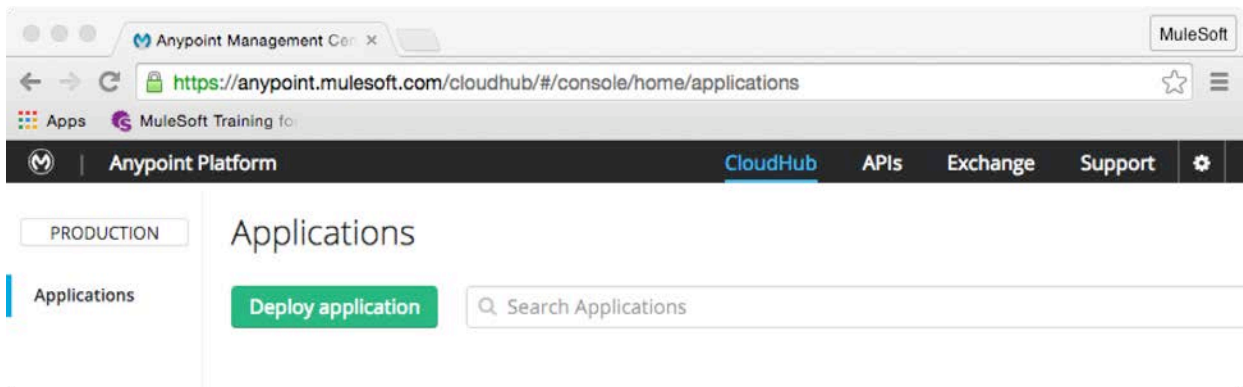 Anypoint Management Cen
MuleSoft
https://anypoint.mulesoft.com/cloudhub/#/console/home/applications
Apps MuleSoft Training for
Anypoint Platform CloudHub APIs Exchange Support
PRODUCTION
Applications
Applications
Deploy application Search Applications